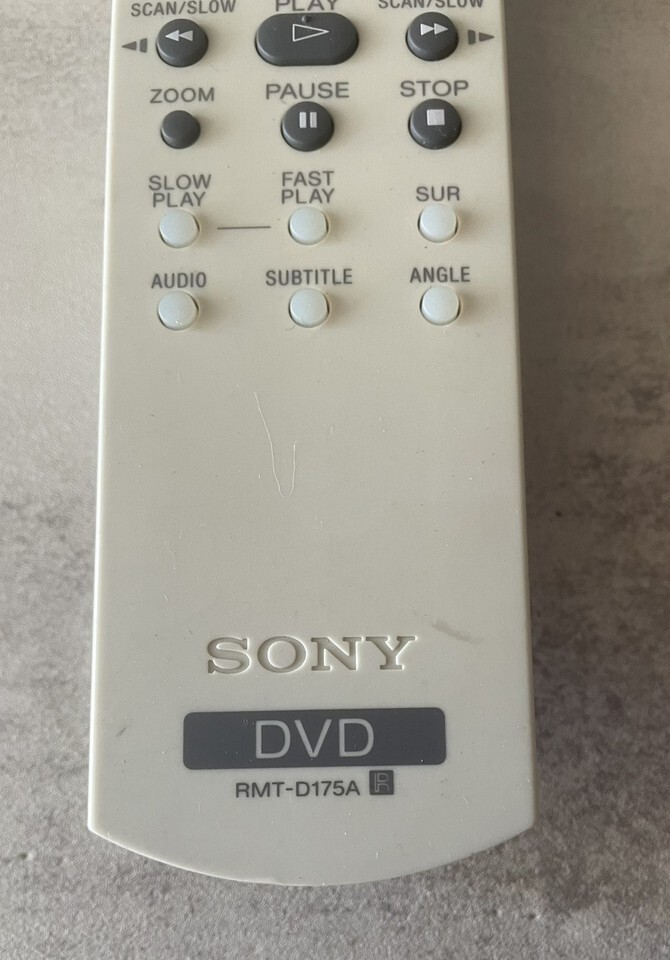 SCAN/SLOW PLAY SCAN/SLOW
ZOOM PAUSE STOP
SLOW PLAY FAST PLAY SUR
AUDIO SUBTITLE ANGLE
SONY
DVD
RMT-D175A R